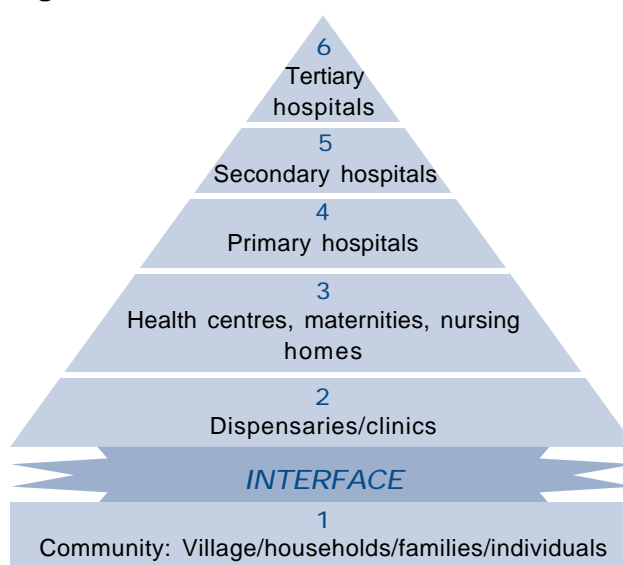 6
Tertiary
hospitals
5
Secondary hospitals
4
Primary hospitals
3
Health centres, maternities, nursing
homes
2
Dispensaries/clinics
INTERFACE
1
Community: Village/households/families/individuals